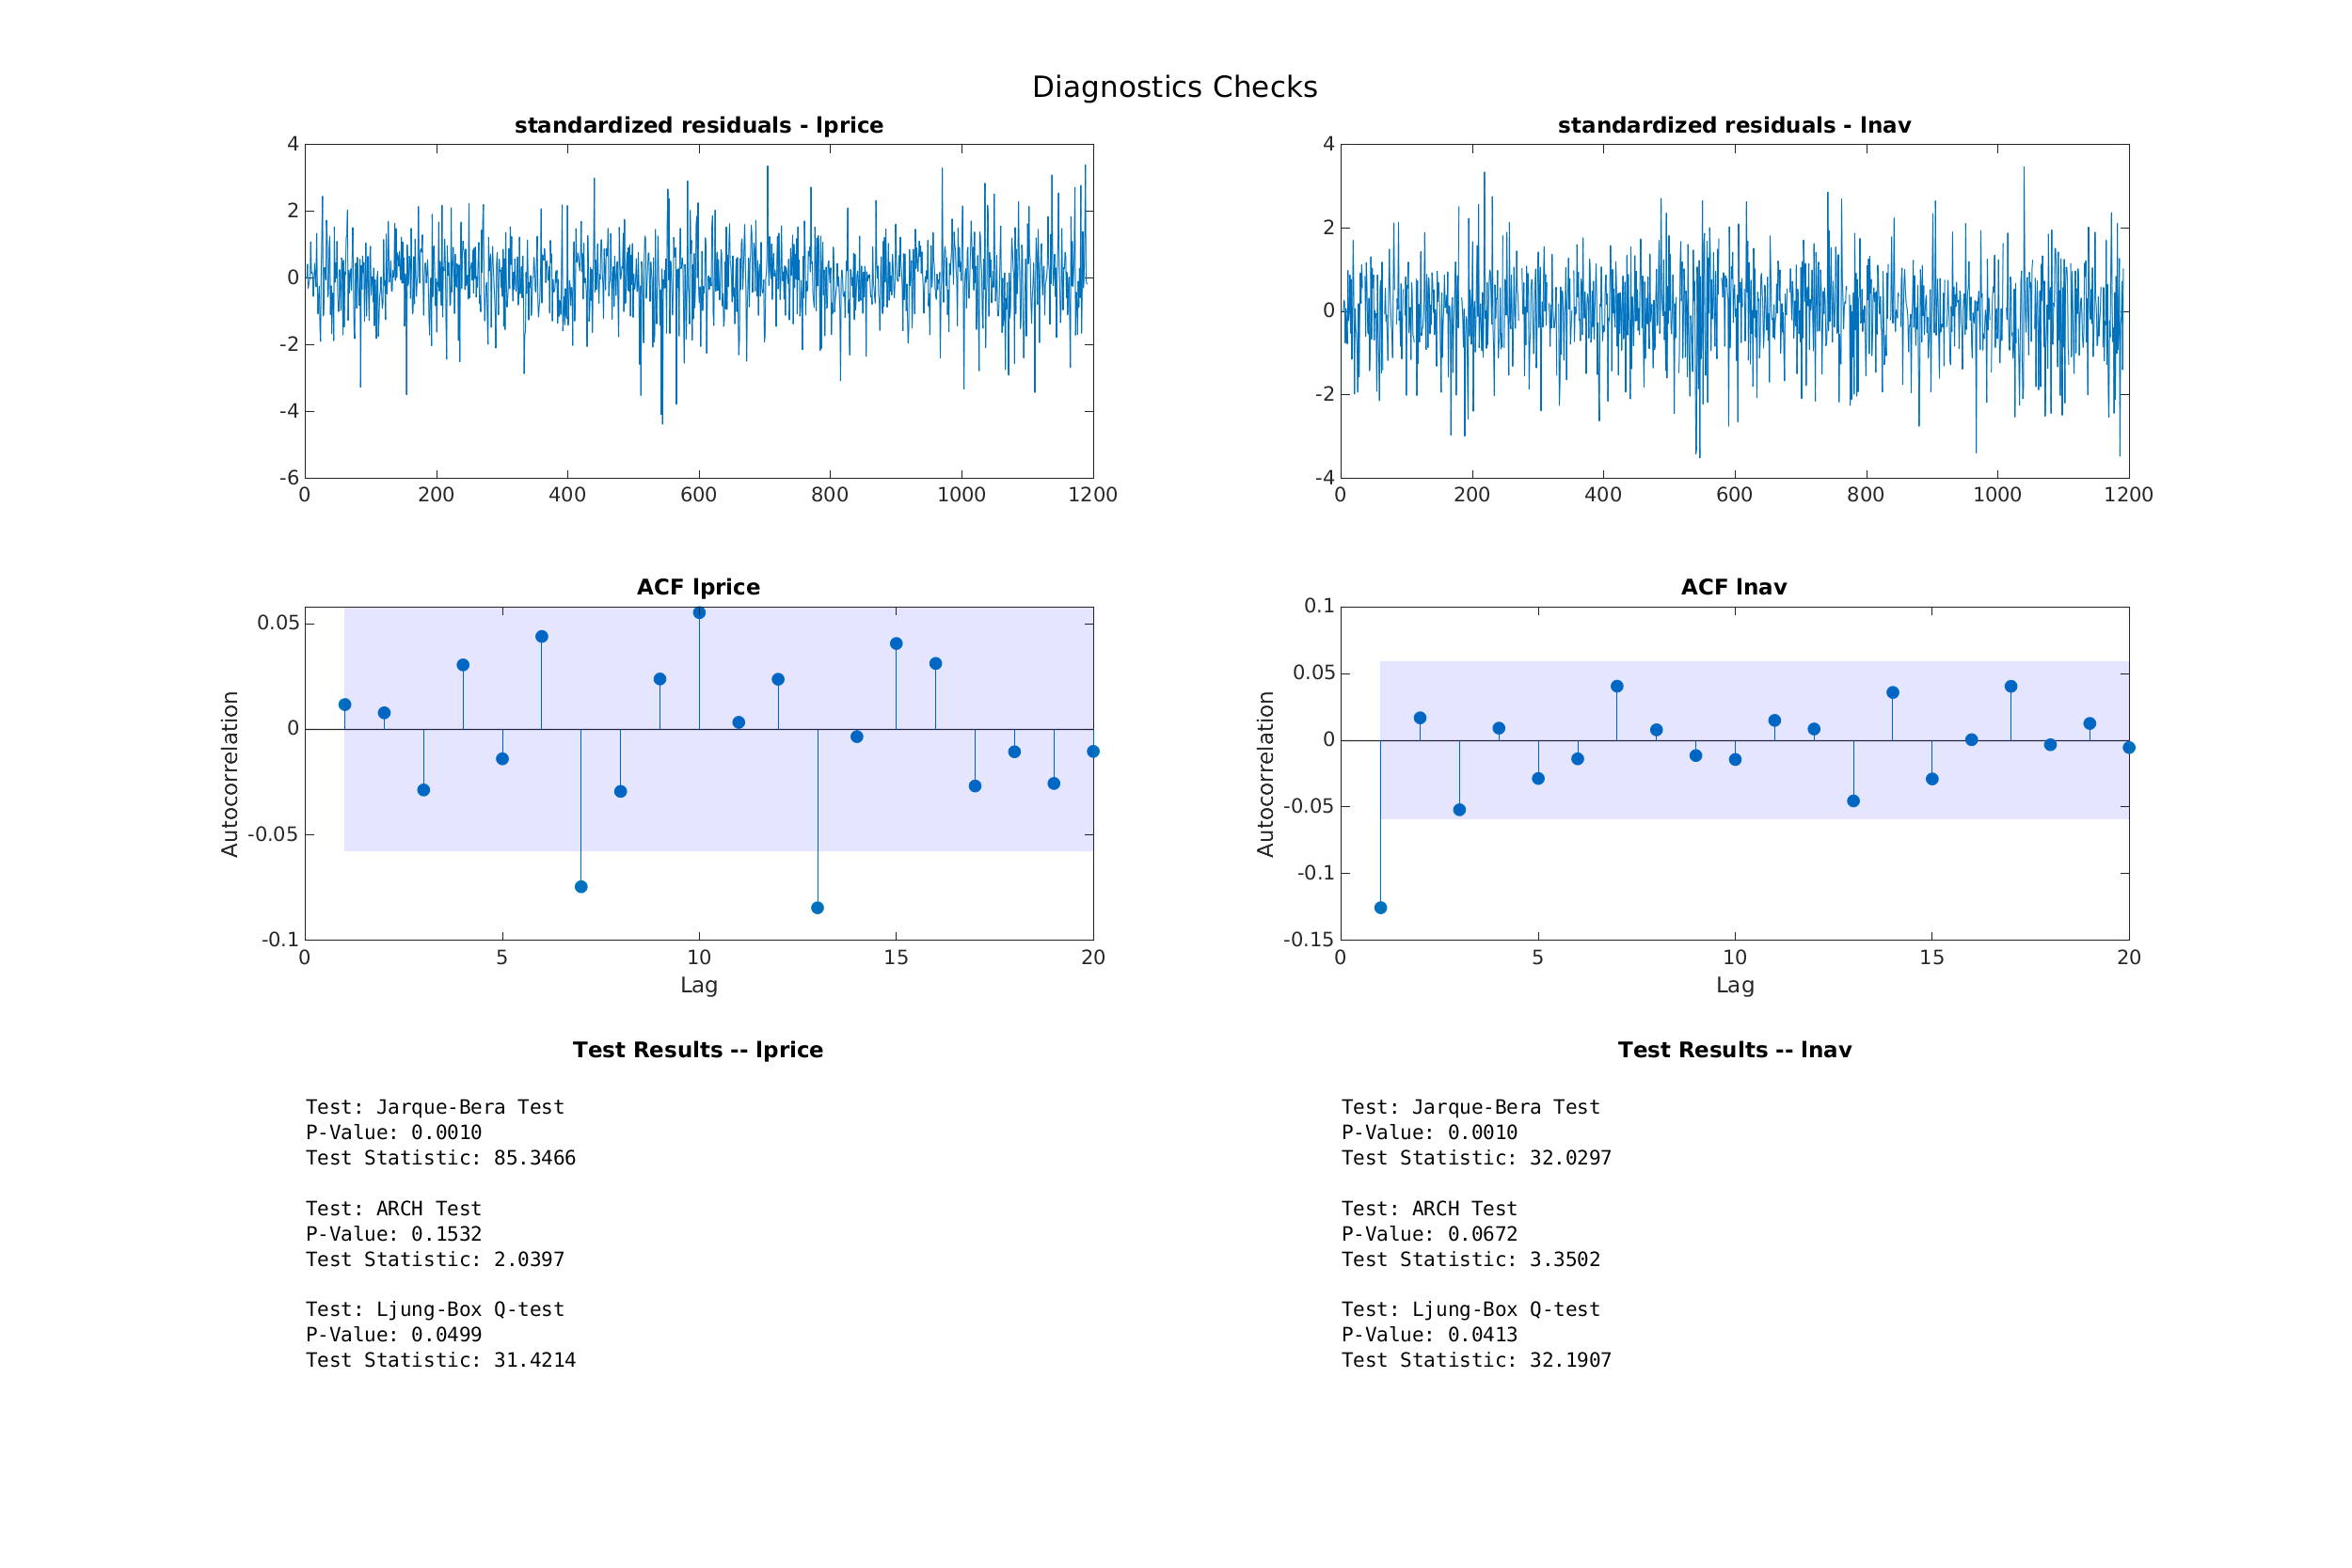 Diagnostics Checks
standardized residuals - lprice
4
2
0
-2
-4
-6
0 200 400 600 800 1000 1200
standardized residuals - lnav
4
2
0
-2
-4
0 200 400 600 800 1000 1200
ACF lprice
Autocorrelation
0.05
0
-0.05
-0.1
0 5 10 15 20
Lag
ACF lnav
Autocorrelation
0.1
0.05
0
-0.05
-0.1
-0.15
0 5 10 15 20
Lag
Test Results -- lprice
Test: Jarque-Bera Test
P-Value: 0.0010
Test Statistic: 85.3466
Test: ARCH Test
P-Value: 0.1532
Test Statistic: 2.0397
Test: Ljung-Box Q-test
P-Value: 0.0499
Test Statistic: 31.4214
Test Results -- lnav
Test: Jarque-Bera Test
P-Value: 0.0010
Test Statistic: 32.0297
Test: ARCH Test
P-Value: 0.0672
Test Statistic: 3.3502
Test: Ljung-Box Q-test
P-Value: 0.0413
Test Statistic: 32.1907